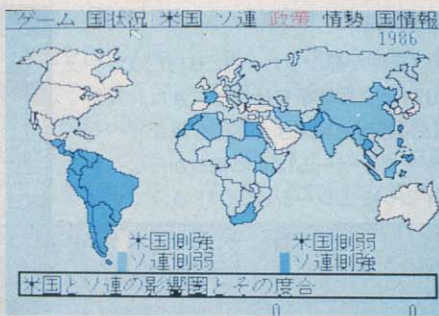 ゲーム 国状況 米国 ソ連 政策 情勢 国情報
1986
米国側強 米国側弱
ソ連側弱 ソ連側強
米国とソ連の影響圏とその度合
0 0